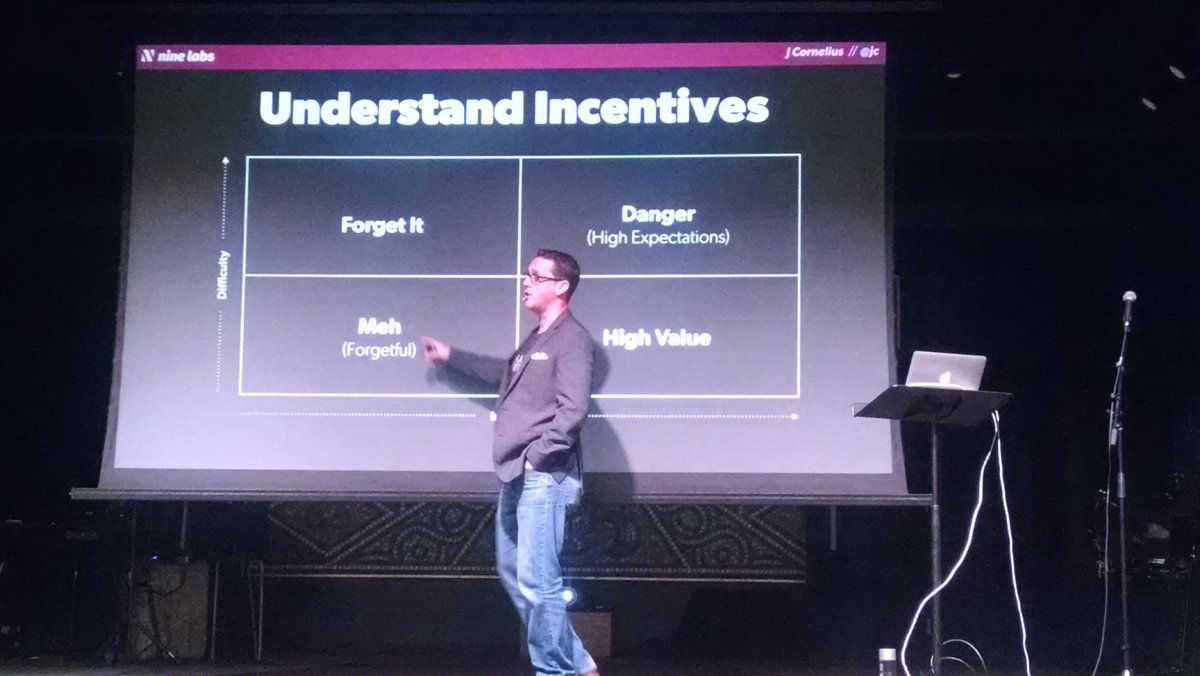 nine labs
J Cornelius // @jc
Understand Incentives
Forget It
Danger
(High Expectations)
Difficulty
Meh
(Forgetful)
High Value